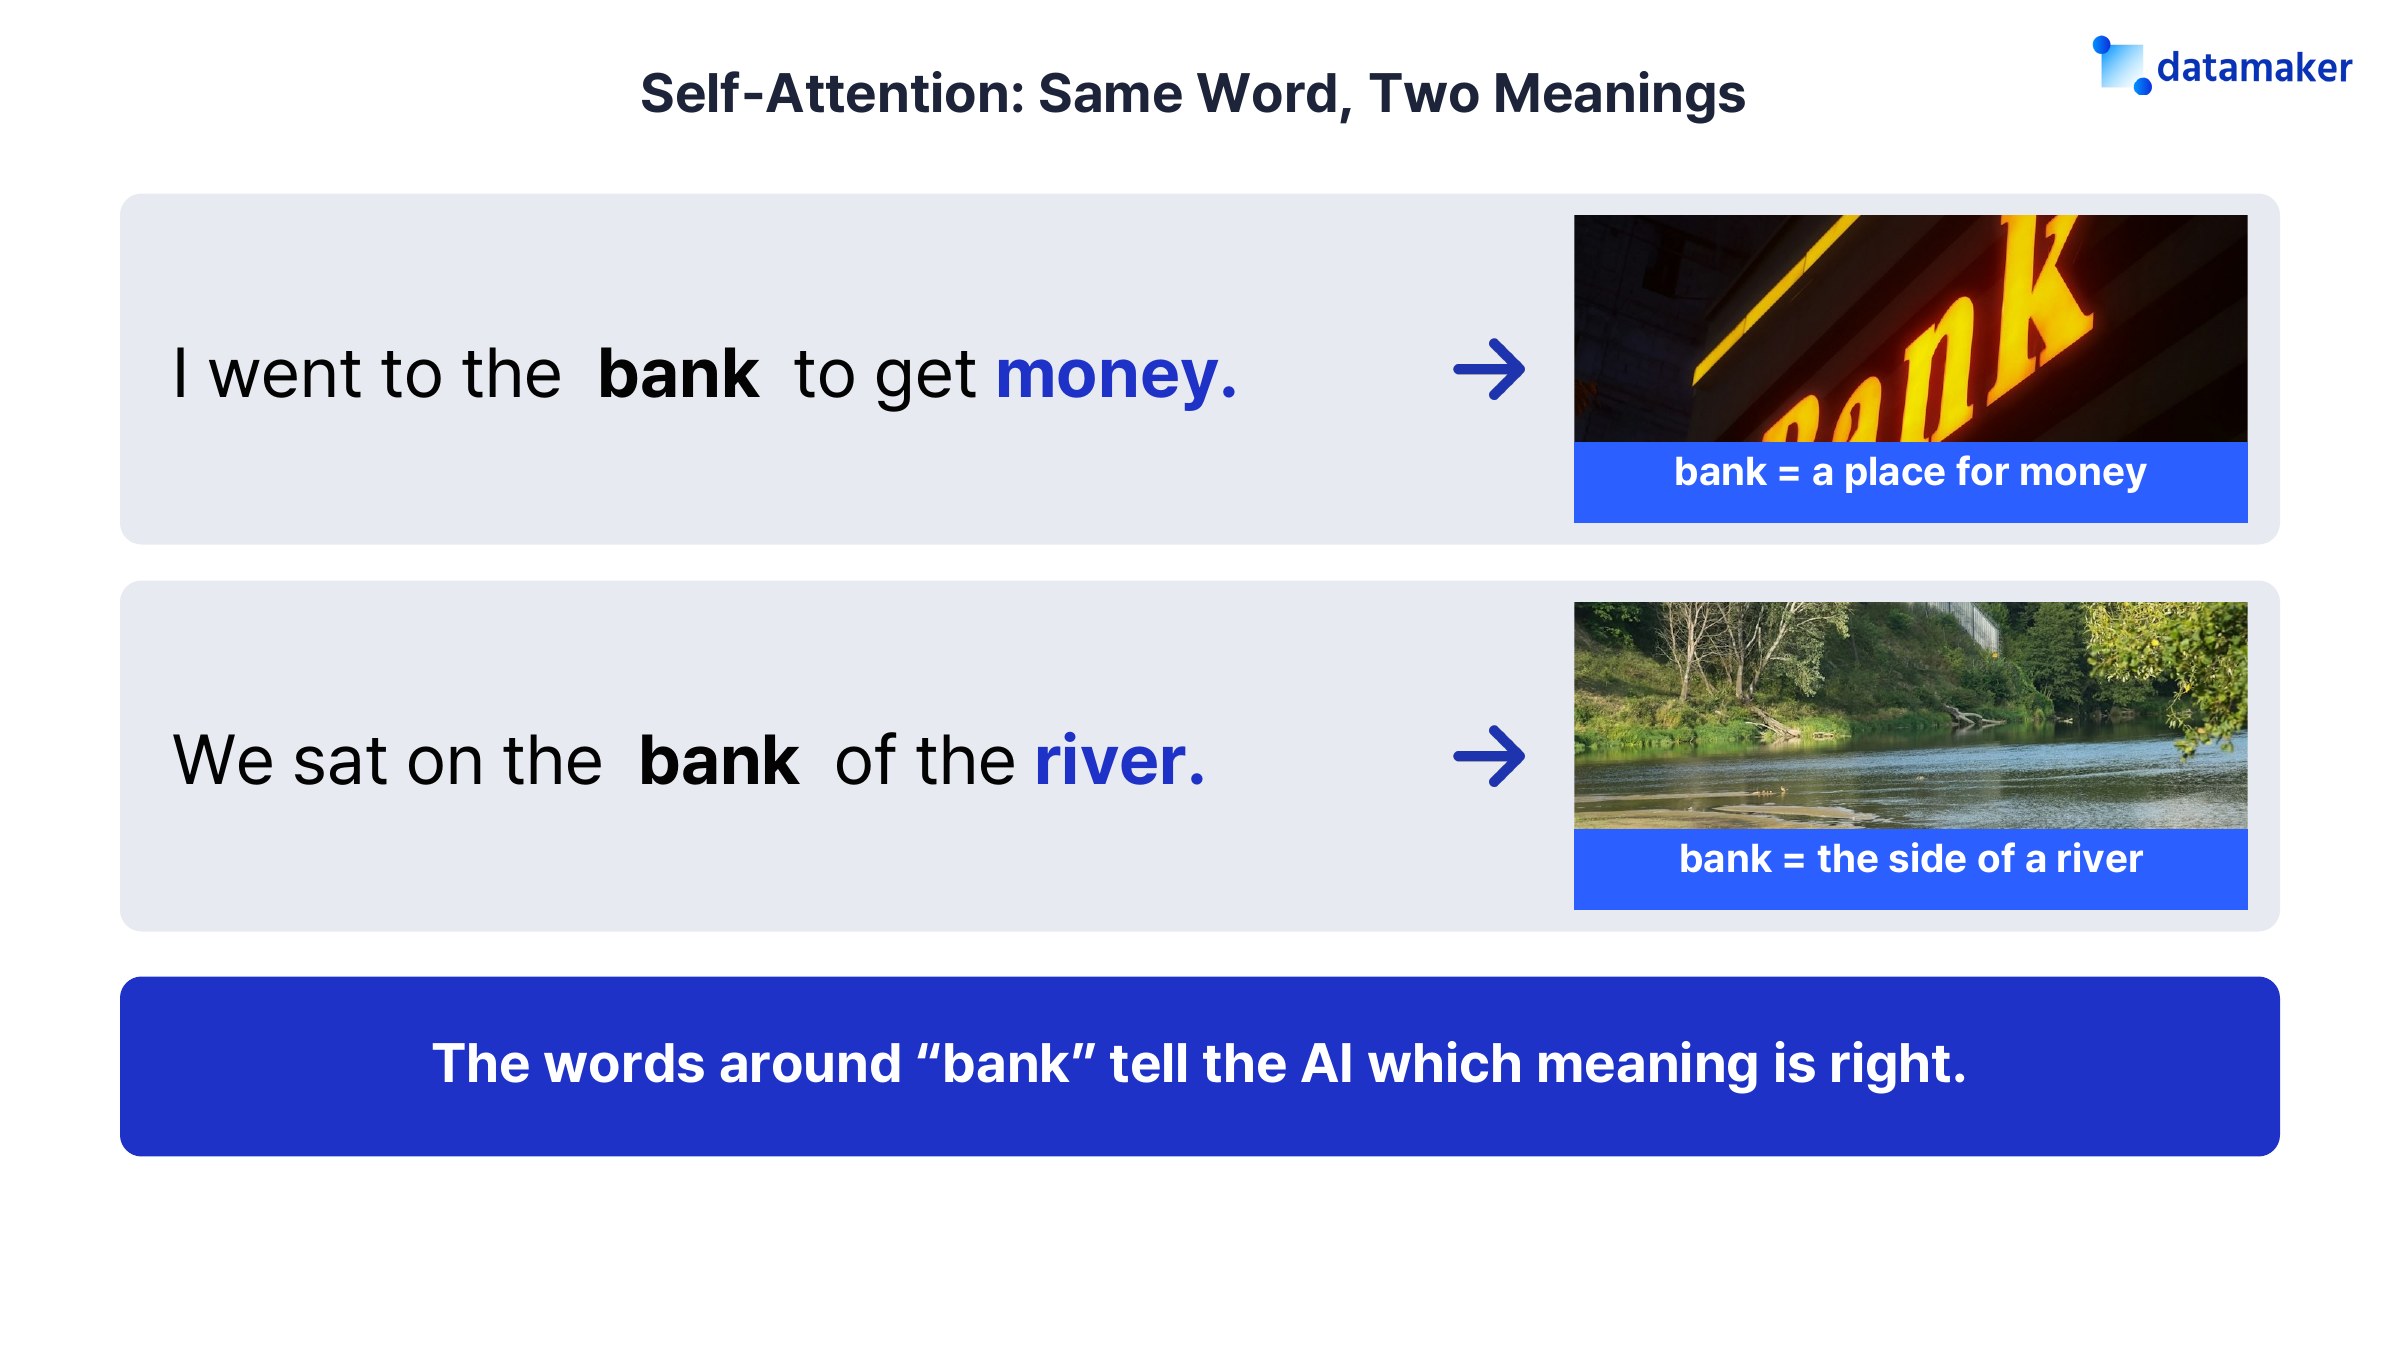 Self-Attention: Same Word, Two Meanings
datamaker
I went to the bank to get money.
Bank
bank = a place for money
We sat on the bank of the river.
bank = the side of a river
The words around “bank” tell the AI which meaning is right.